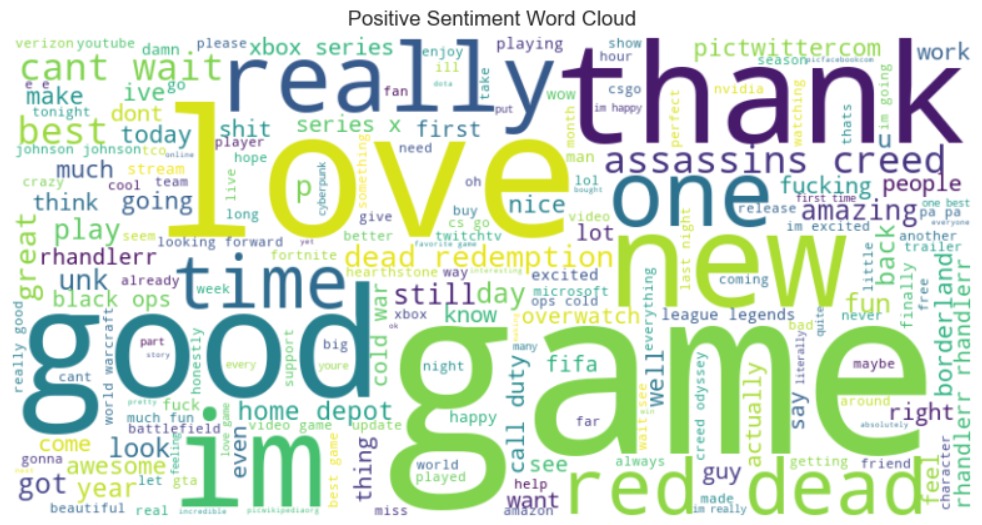 Positive Sentiment Word Cloud
verizon youtube damn please xbox series enjoy playing show pictwittercom season picfacebookcom work
cant wait really thank
e e go ill take fan wow hour csgo nvidia im going
make ive dota put im happy perfect watching thats
tonight dont
best today shit series x first month u
johnson johnson tco online player need man assassins creed
much stream hope something oh lol bought fucking people
crazy cool team live p cyberpunk nice one first time one best
think going long give buy cs go video release amazing pa pa
love
great play seem looking forward yet better twitchtv lot im excited another
rhandlerr fortnite favorite game dead redemption last night back trailer
unk already time hearthstone way interesting excited new coming little finally borderland
black ops week xbox war still day microsoft everything fun free
ops cold
really good world warcraft honestly support ok cold war know overwatch league legends bad quite never
good part big many game
cant story every youre night fifa well creed odyssey actually say literally maybe rhandlerr rhandlerr
pretty fuck home depot happy call duty far wait see around right
much fun
battlefield video game update min absolutely
come look im even love game best game thing see always getting friend feel character
gonna awesome feeling world
got year let gta played help want red dead guy
miss amazon made
beautiful real incredible picwikipediaorg im really everyone